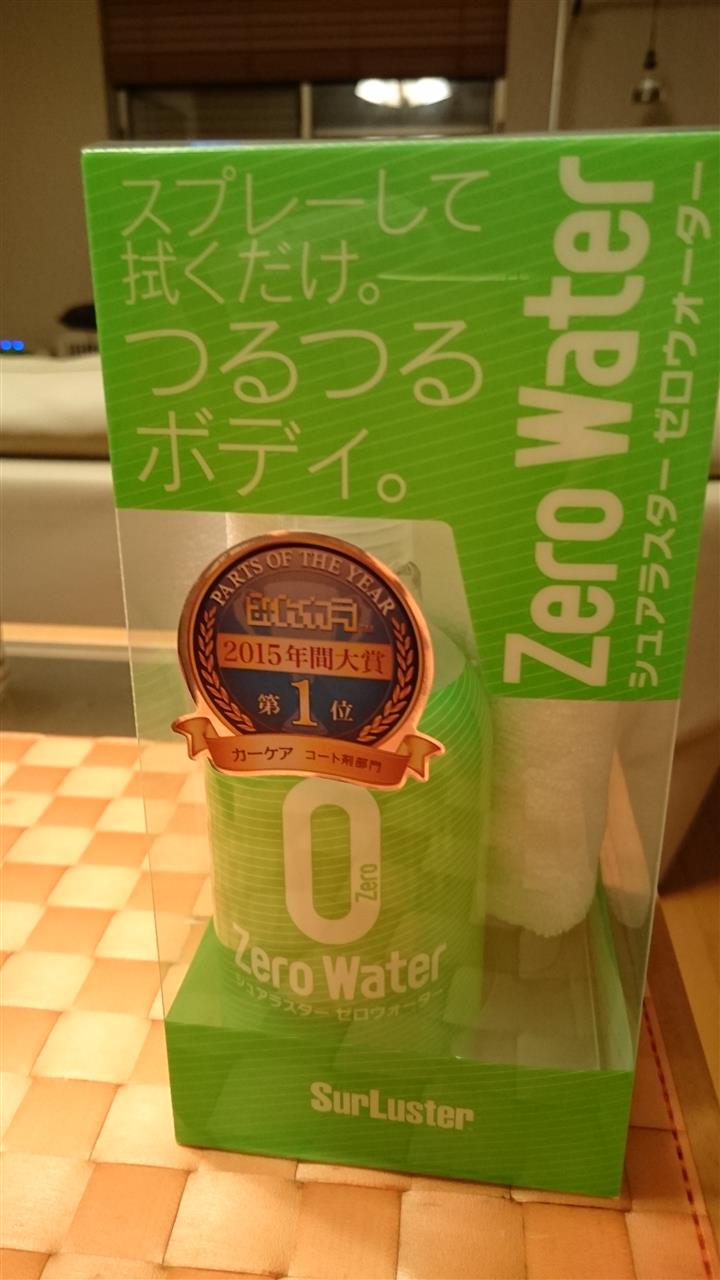 スプレーして
拭くだけ。
つるつる
ボディ。
Zero Water
シュアラスター ゼロウォーター
PARTS OF THE YEAR
みんカラ
2015年間大賞
第1位
カーケア コート剤部門
0
Zero
Zero Water
シュアラスター ゼロウォーター
SurLuster